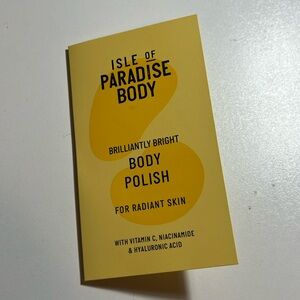 ISLE OF
PARADISE
BODY
BRILLIANTLY BRIGHT
BODY
POLISH
FOR RADIANT SKIN
WITH VITAMIN C, NIACINAMIDE
& HYALURONIC ACID